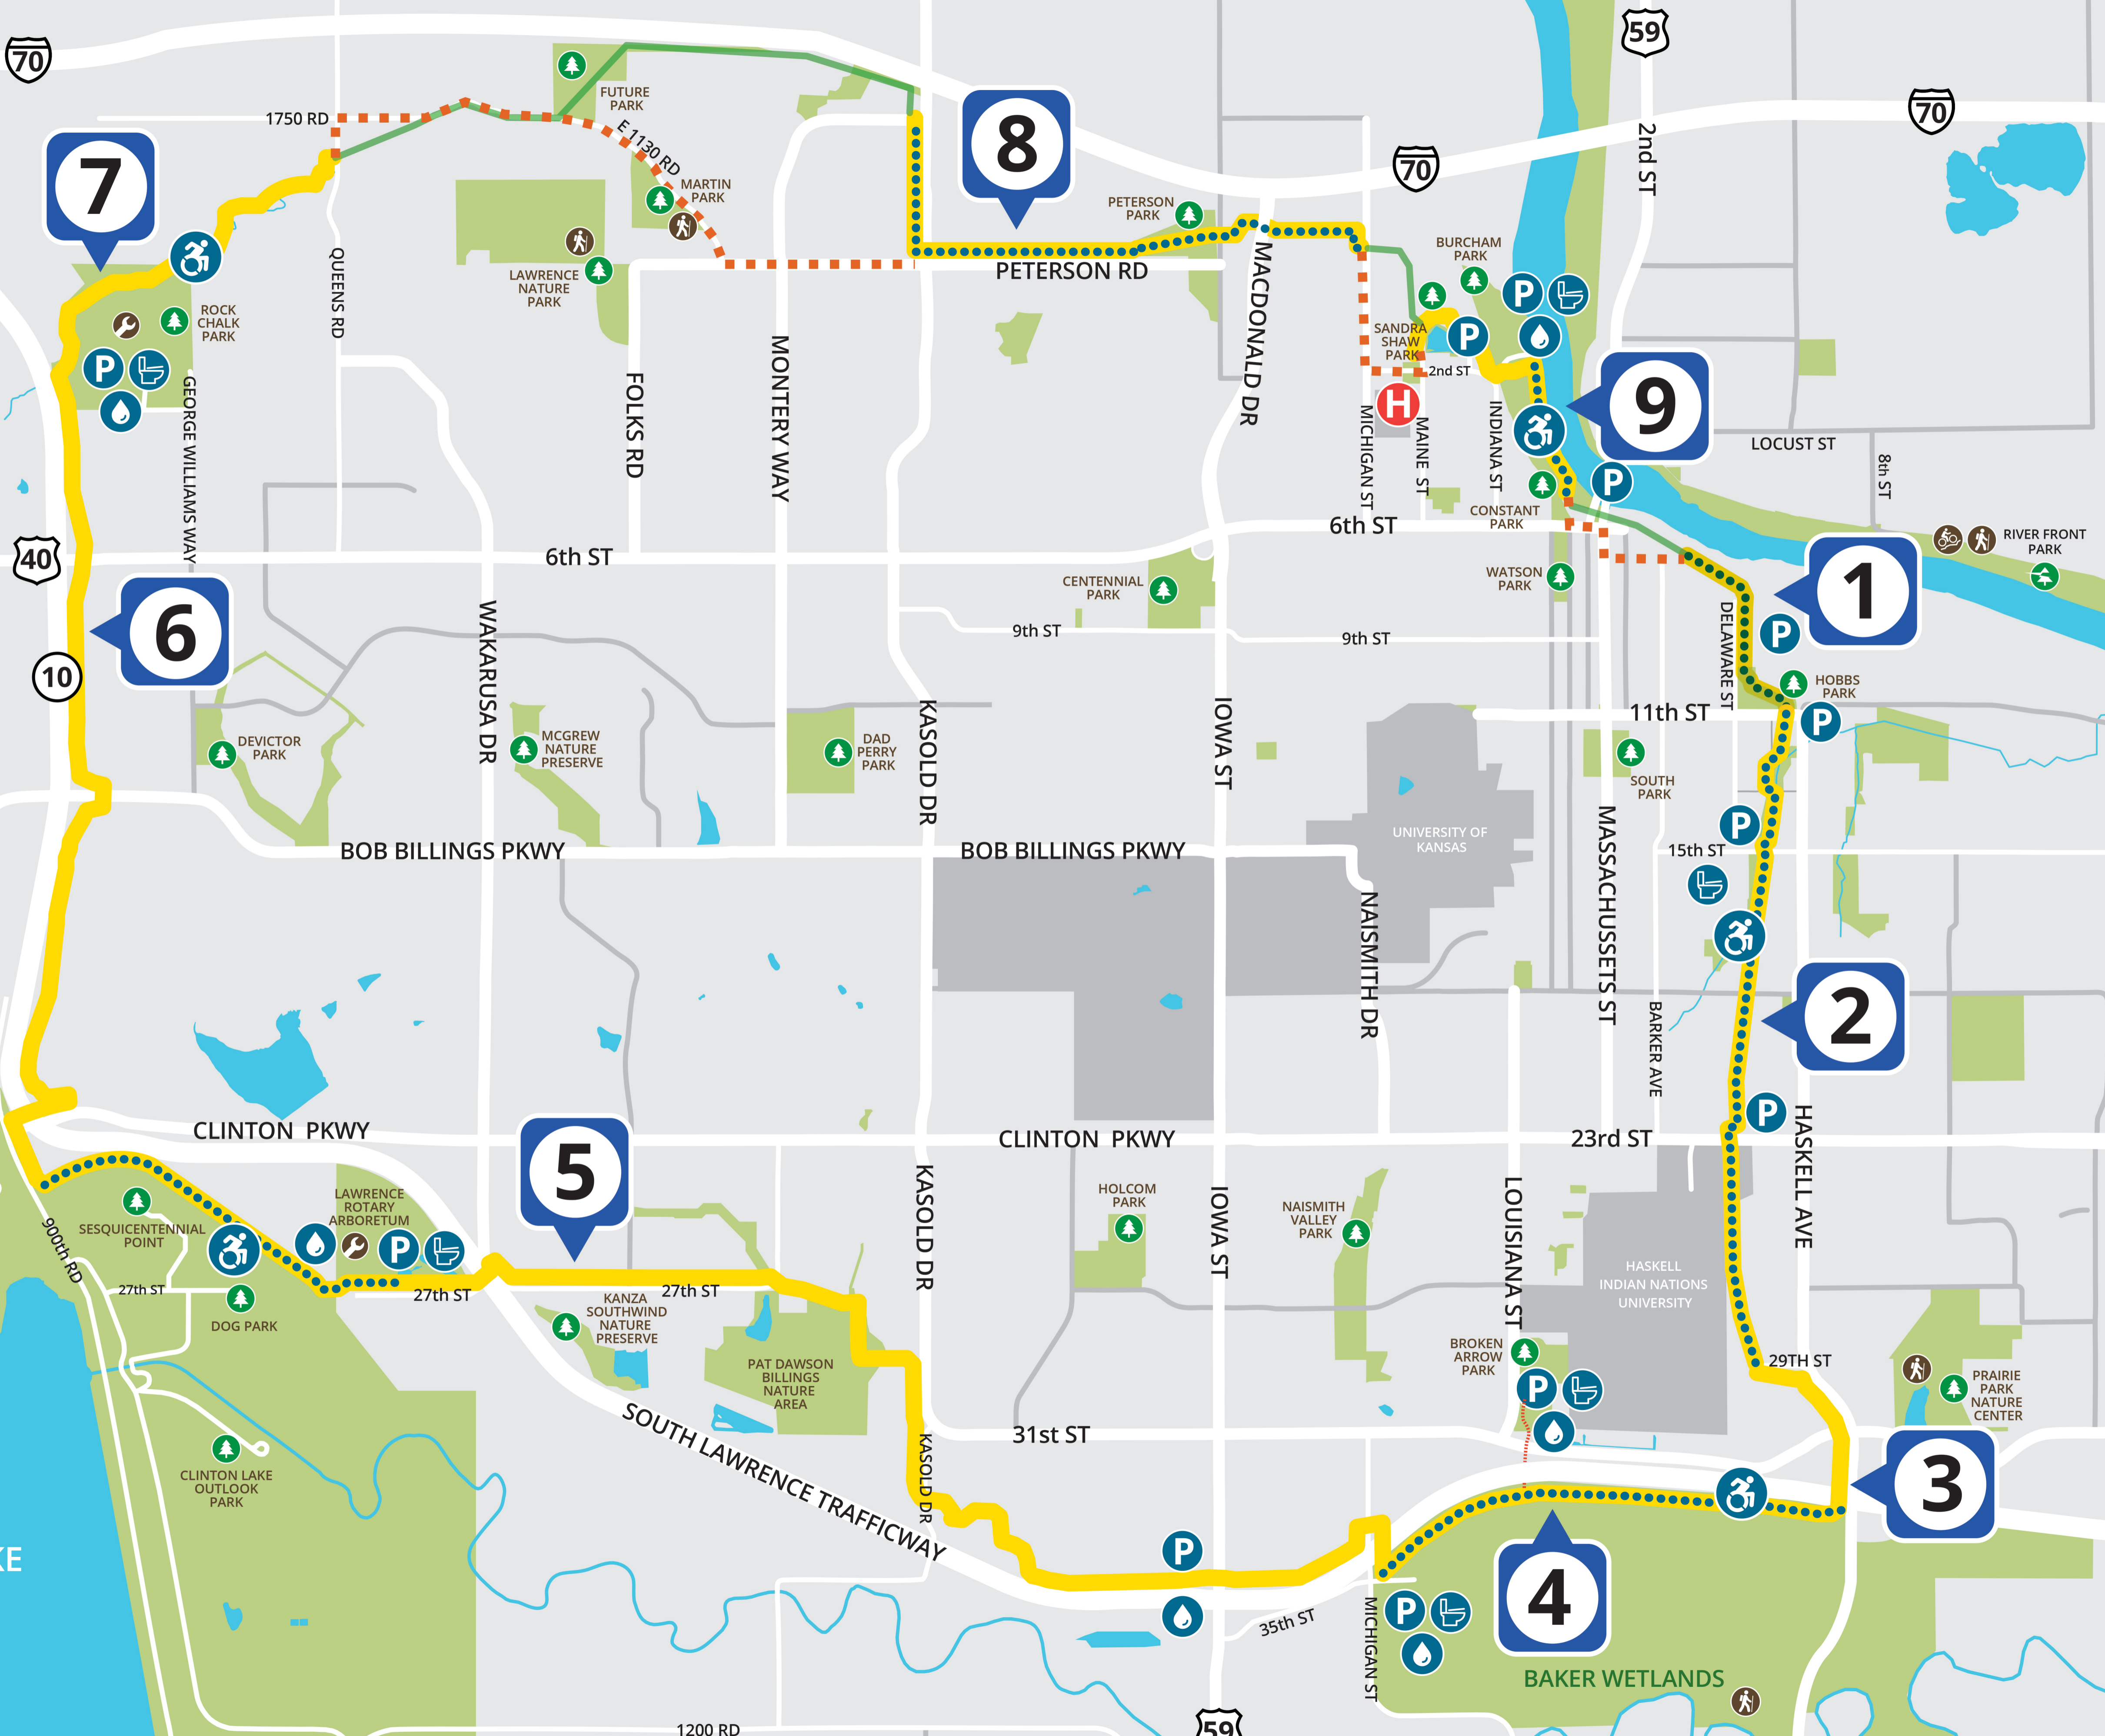 70
59
2nd ST
70
70
1750 RD
FUTURE
PARK
E 1130 RD
8
7
MARTIN
PARK
PETERSON
PARK
BURCHAM
PARK
QUEENS RD
LAWRENCE
NATURE
PARK
PETERSON RD
MACDONALD DR
P
ROCK
CHALK
PARK
SANDRA
SHAW
PARK
P
P
GEORGE WILLIAMS WAY
FOLKS RD
MONTERY WAY
2nd ST
H
9
MICHIGAN ST
MAINE ST
INDIANA ST
LOCUST ST
8th ST
P
CONSTANT
PARK
6th ST
6th ST
40
RIVER FRONT
PARK
CENTENNIAL
PARK
WATSON
PARK
1
6
WAKARUSA DR
9th ST
9th ST
DELAWARE ST
P
10
HOBBS
PARK
P
11th ST
DEVICTOR
PARK
MCGREW
NATURE
PRESERVE
DAD
PERRY
PARK
KASOLD DR
IOWA ST
SOUTH
PARK
MASSACHUSSETS ST
UNIVERSITY OF
KANSAS
P
BOB BILLINGS PKWY
BOB BILLINGS PKWY
15th ST
NAISMITH DR
2
BARKER AVE
P
HASKELL AVE
CLINTON PKWY
CLINTON PKWY
23rd ST
5
LAWRENCE
ROTARY
ARBORETUM
KASOLD DR
IOWA ST
HOLCOM
PARK
NAISMITH
VALLEY
PARK
LOUISIANA ST
SESQUICENTENNIAL
POINT
900th RD
P
HASKELL
INDIAN NATIONS
UNIVERSITY
27th ST
27th ST
27th ST
DOG PARK
KANZA
SOUTHWIND
NATURE
PRESERVE
BROKEN
ARROW
PARK
29TH ST
PAT DAWSON
BILLINGS
NATURE
AREA
P
PRAIRIE
PARK
NATURE
CENTER
SOUTH LAWRENCE TRAFFICWAY
31st ST
KASOLD DR
CLINTON LAKE
OUTLOOK
PARK
3
KE
P
4
P
35th ST
MICHIGAN ST
BAKER WETLANDS
1200 RD
59